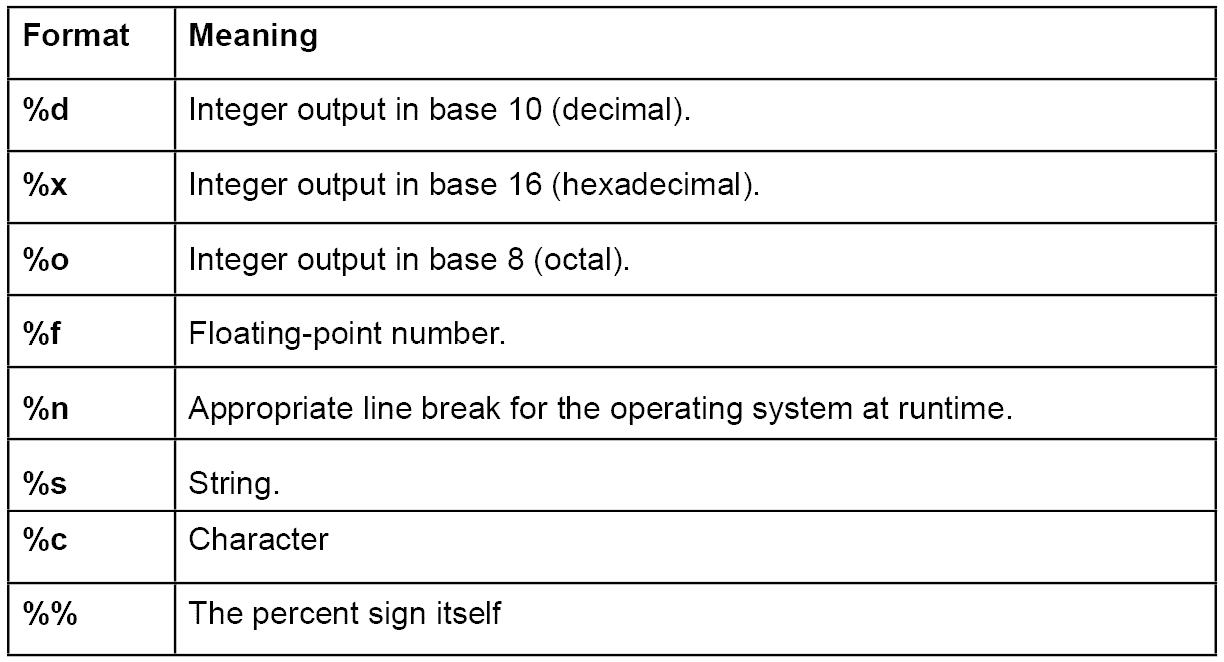 Format Meaning
%d Integer output in base 10 (decimal).
%x Integer output in base 16 (hexadecimal).
%o Integer output in base 8 (octal).
%f Floating-point number.
%n Appropriate line break for the operating system at runtime.
%s String.
%c Character
%% The percent sign itself